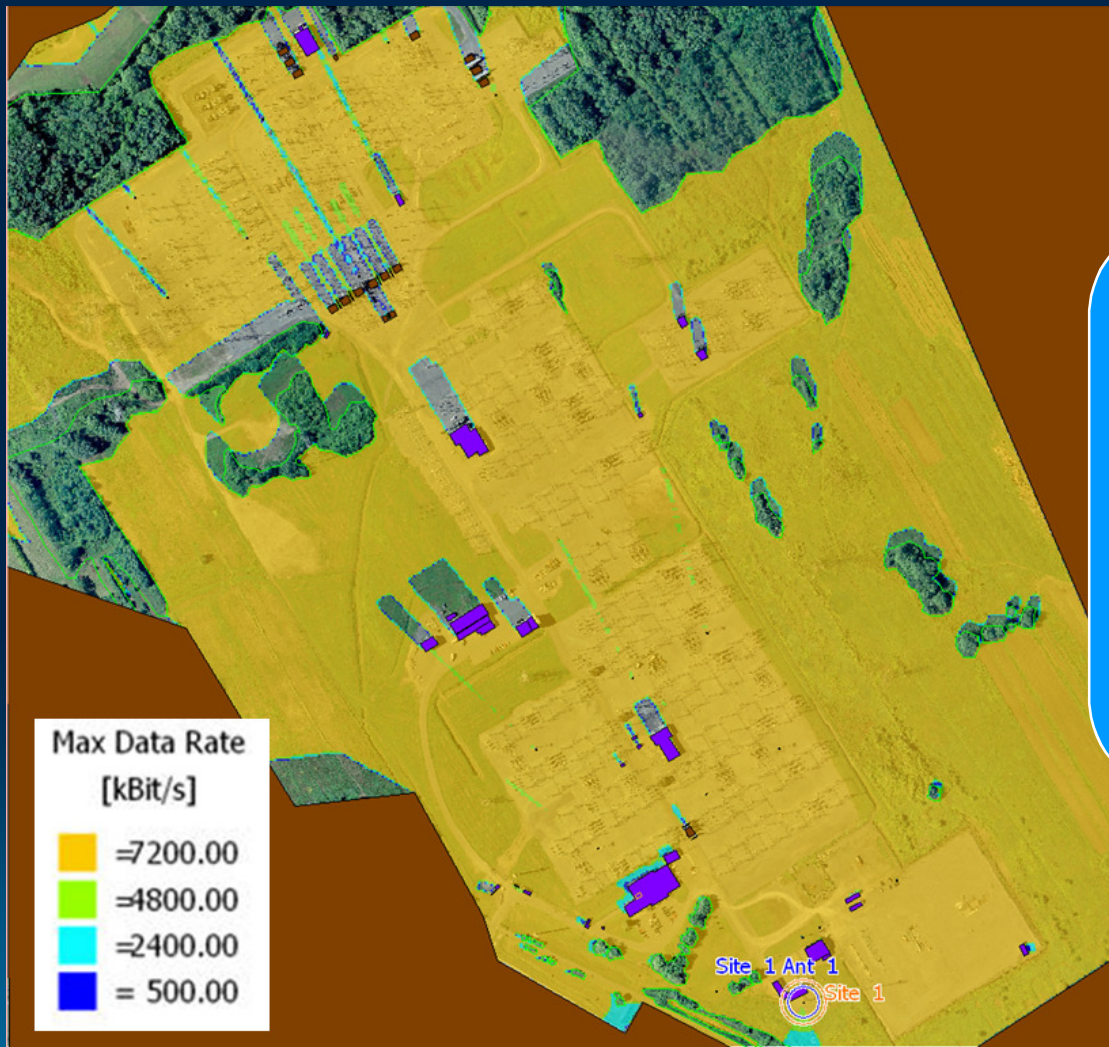 Max Data Rate
[kBit/s]
=7200.00
=4800.00
=2400.00
= 500.00
Site 1 Ant 1
Site 1